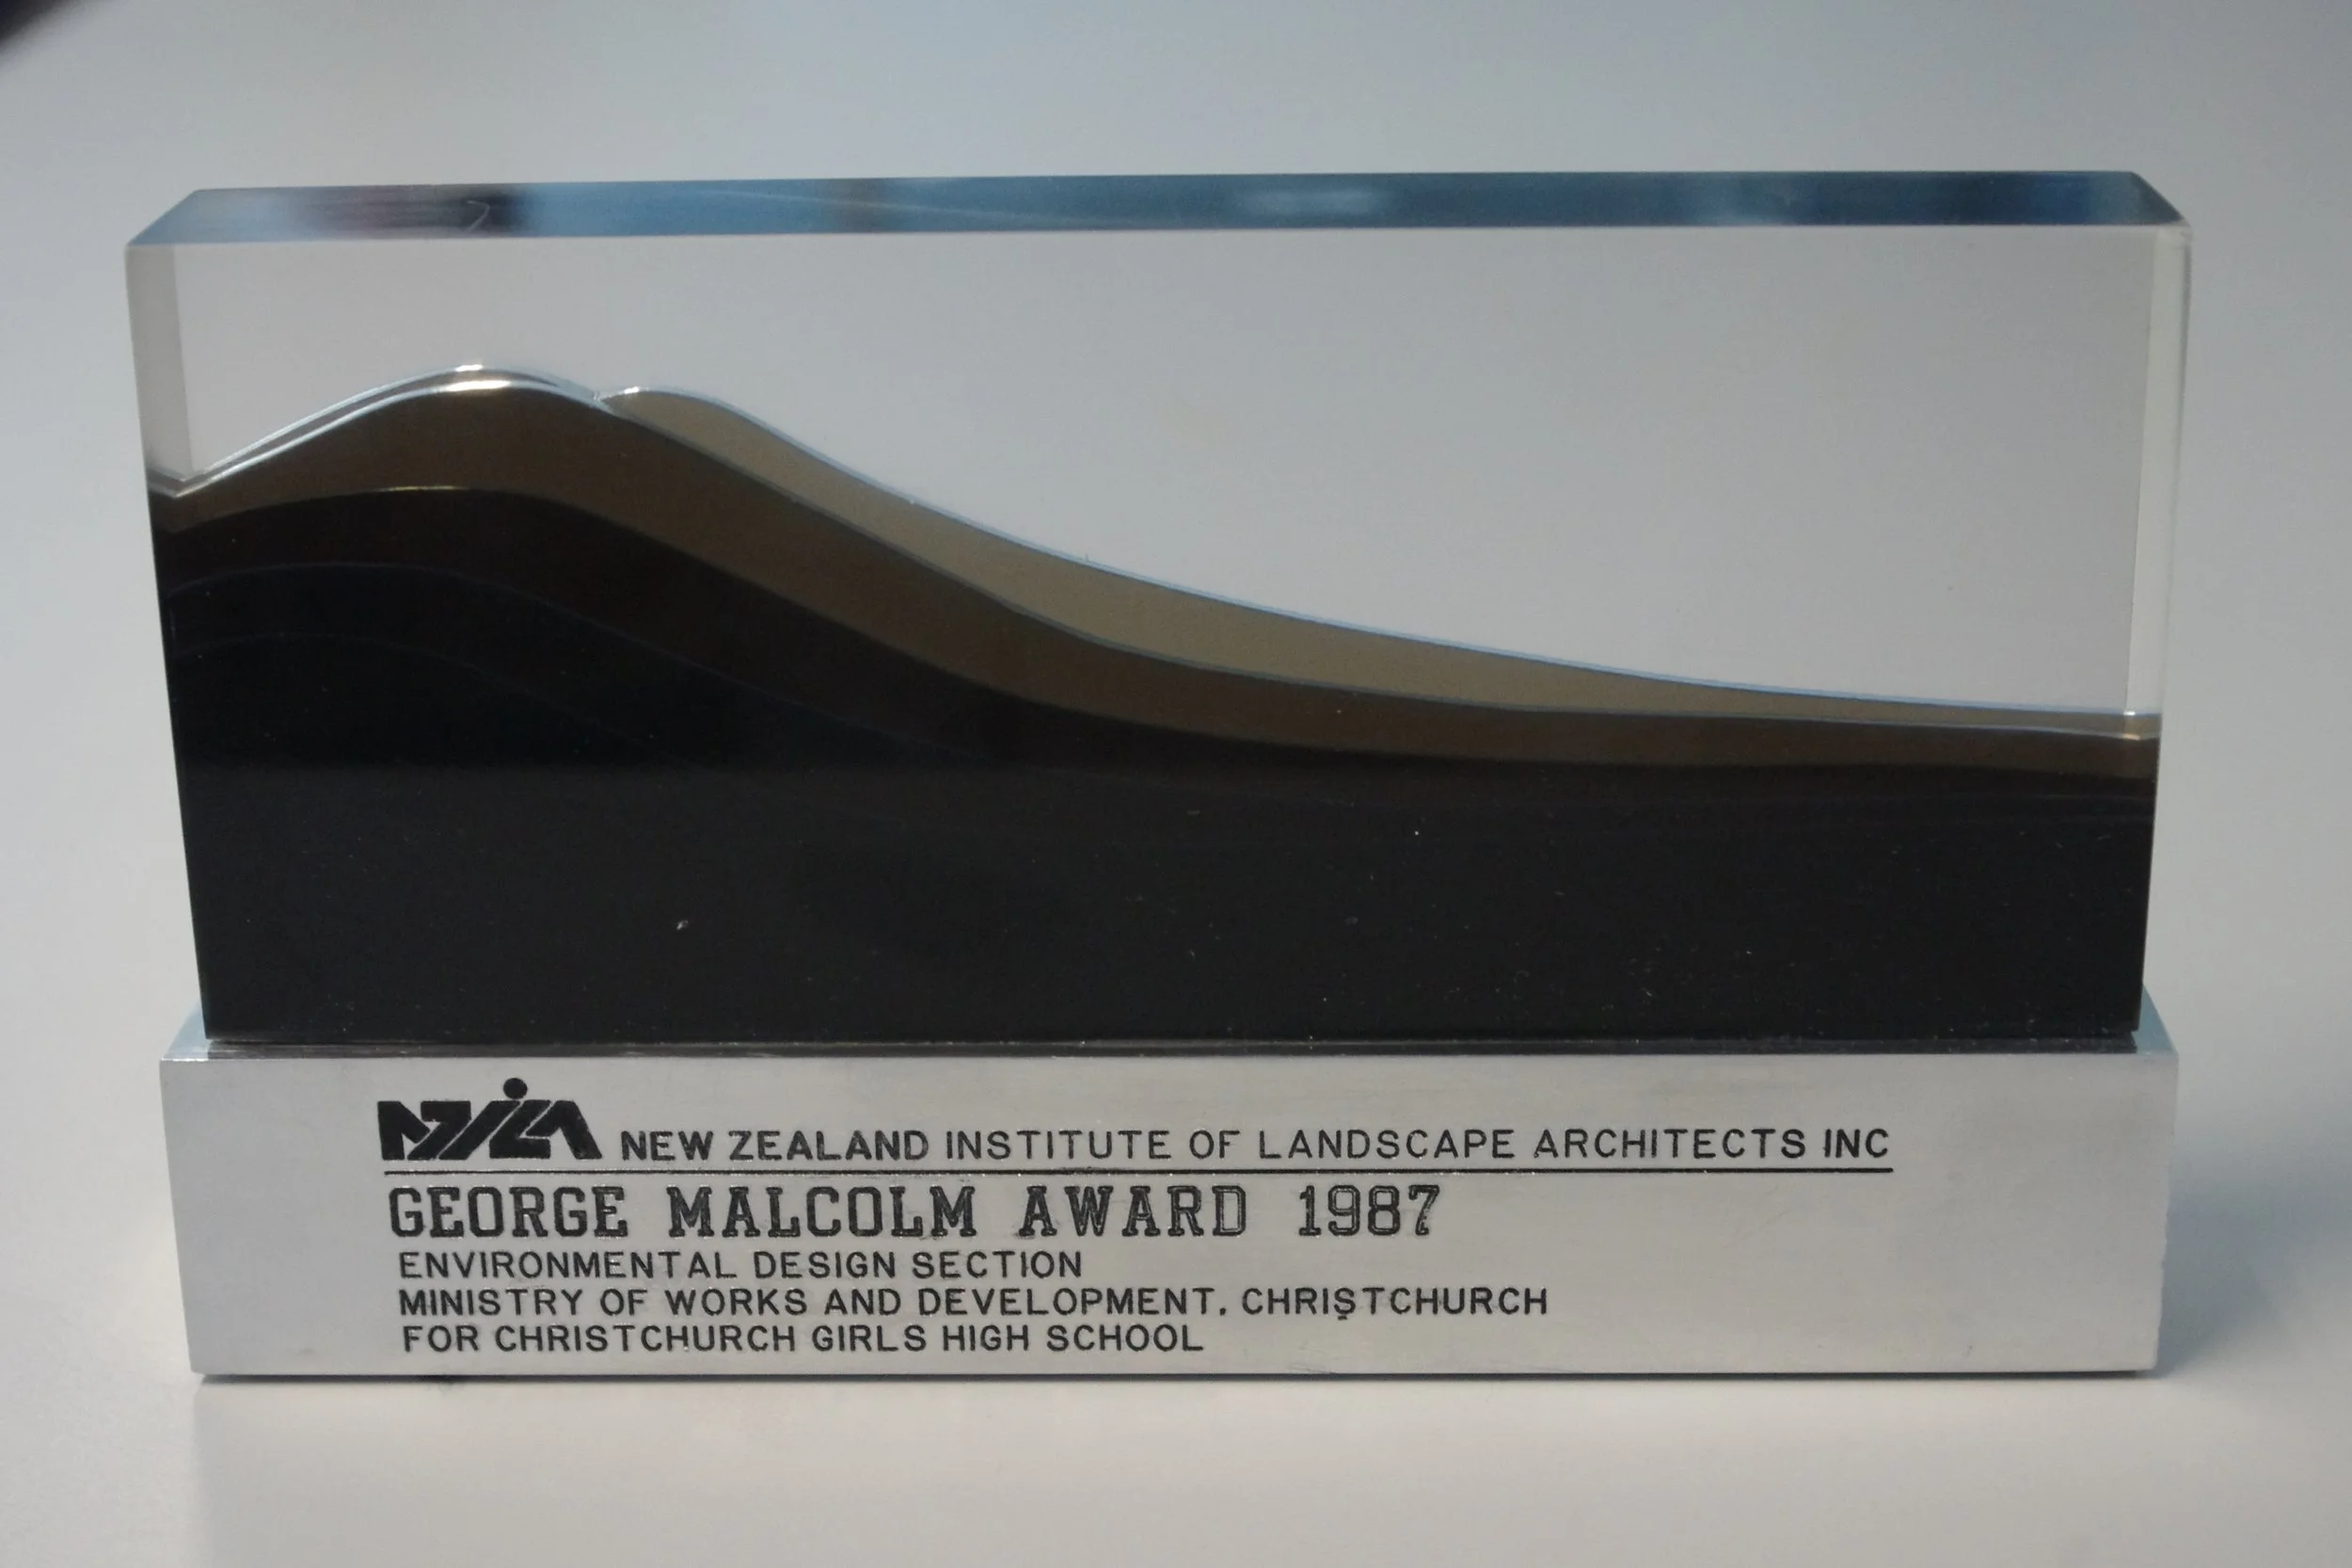 NZILA NEW ZEALAND INSTITUTE OF LANDSCAPE ARCHITECTS INC
GEORGE MALCOLM AWARD 1987
ENVIRONMENTAL DESIGN SECTION
MINISTRY OF WORKS AND DEVELOPMENT. CHRISTCHURCH
FOR CHRISTCHURCH GIRLS HIGH SCHOOL